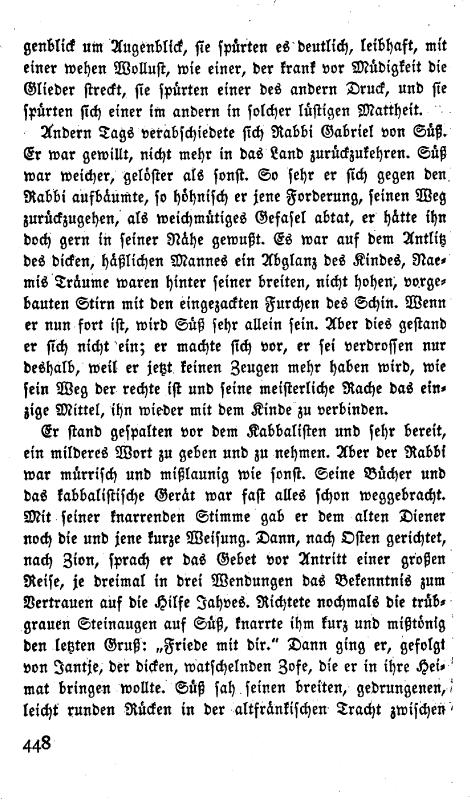 genblick um Augenblick, sie spürten es deutlich, leibhaft, mit
einer wehen Wollust, wie einer, der krank vor Müdigkeit die
Glieder streckt, sie spürten einer des andern Druck, und sie
spürten sich einer im andern in solcher lüstigen Mattheit.
Andern Tags verabschiedete sich Rabbi Gabriel von Süß.
Er war gewillt, nicht mehr in das Land zurückzukehren. Süß
war weicher, gelöster als sonst. So sehr er sich gegen den
Rabbi aufbäumte, so höhnisch er jene Forderung, seinen Weg
zurückzugehen, als weichmütiges Gefasel abtat, er hätte ihn
doch gern in seiner Nähe gewußt. Es war auf dem Antlitz
des dicken, häßlichen Mannes ein Abglanz des Kindes, Nae-
mis Träume waren hinter seiner breiten, nicht hohen, vorge-
bauten Stirn mit den eingezackten Furchen des Schin. Wenn
er nun fort ist, wird Süß sehr allein sein. Aber dies gestand
er sich nicht ein; er machte sich vor, er sei verdrossen nur
deshalb, weil er jetzt keinen Zeugen mehr haben wird, wie
sein Weg der rechte ist und seine meisterliche Rache das ein-
zige Mittel, ihn wieder mit dem Kinde zu verbinden.
Er stand gespalten vor dem Kabbalisten und sehr bereit,
ein milderes Wort zu geben und zu nehmen. Aber der Rabbi
war mürrisch und mißlaunig wie sonst. Seine Bücher und
das kabbalistische Gerät war fast alles schon weggebracht.
Mit seiner knarrenden Stimme gab er dem alten Diener
noch die und jene kurze Weisung. Dann, nach Osten gerichtet,
nach Zion, sprach er das Gebet vor Antritt einer großen
Reise, je dreimal in drei Wendungen das Bekenntnis zum
Vertrauen auf die Hilfe Jahves. Richtete nochmals die trüb-
grauen Steinaugen auf Süß, knarrte ihm kurz und mißtönig
den letzten Gruß: „Friede mit dir.“ Dann ging er, gefolgt
von Jantje, der dicken, watschelnden Zofe, die er in ihre Hei-
mat bringen wollte. Süß sah seinen breiten, gedrungenen,
leicht runden Rücken in der altfränkischen Tracht zwischen
448